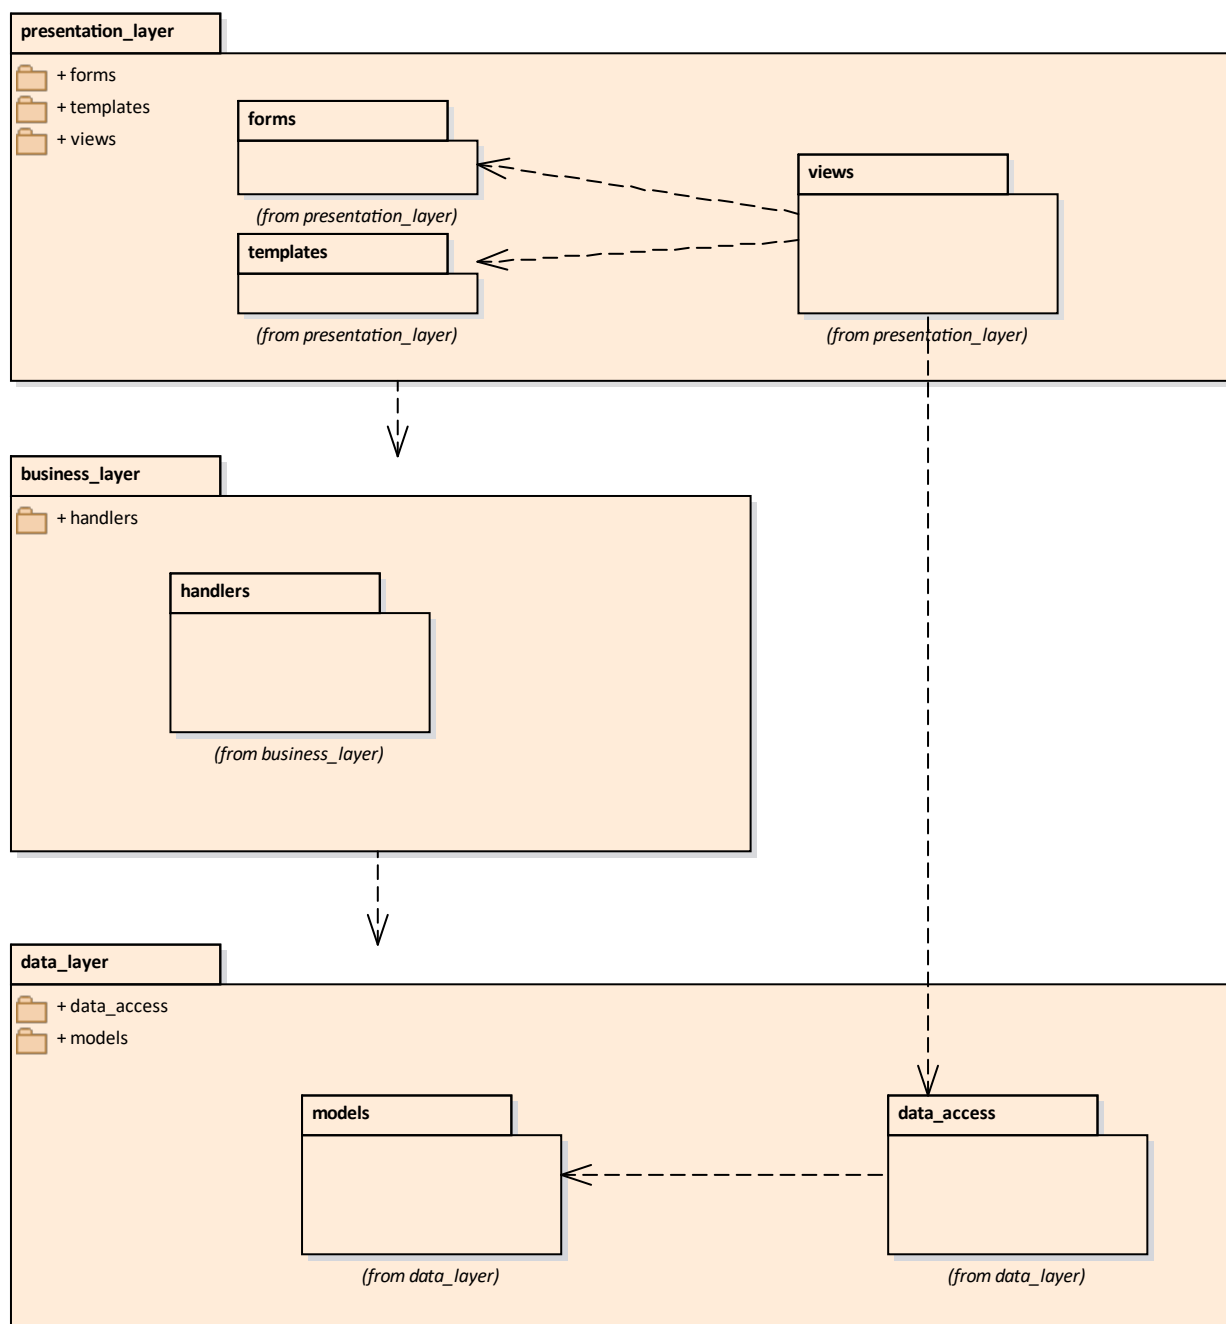 presentation_layer
+ forms
+ templates
+ views
forms
(from presentation_layer)
templates
(from presentation_layer)
views
(from presentation_layer)
business_layer
+ handlers
handlers
(from business_layer)
data_layer
+ data_access
+ models
models
(from data_layer)
data_access
(from data_layer)